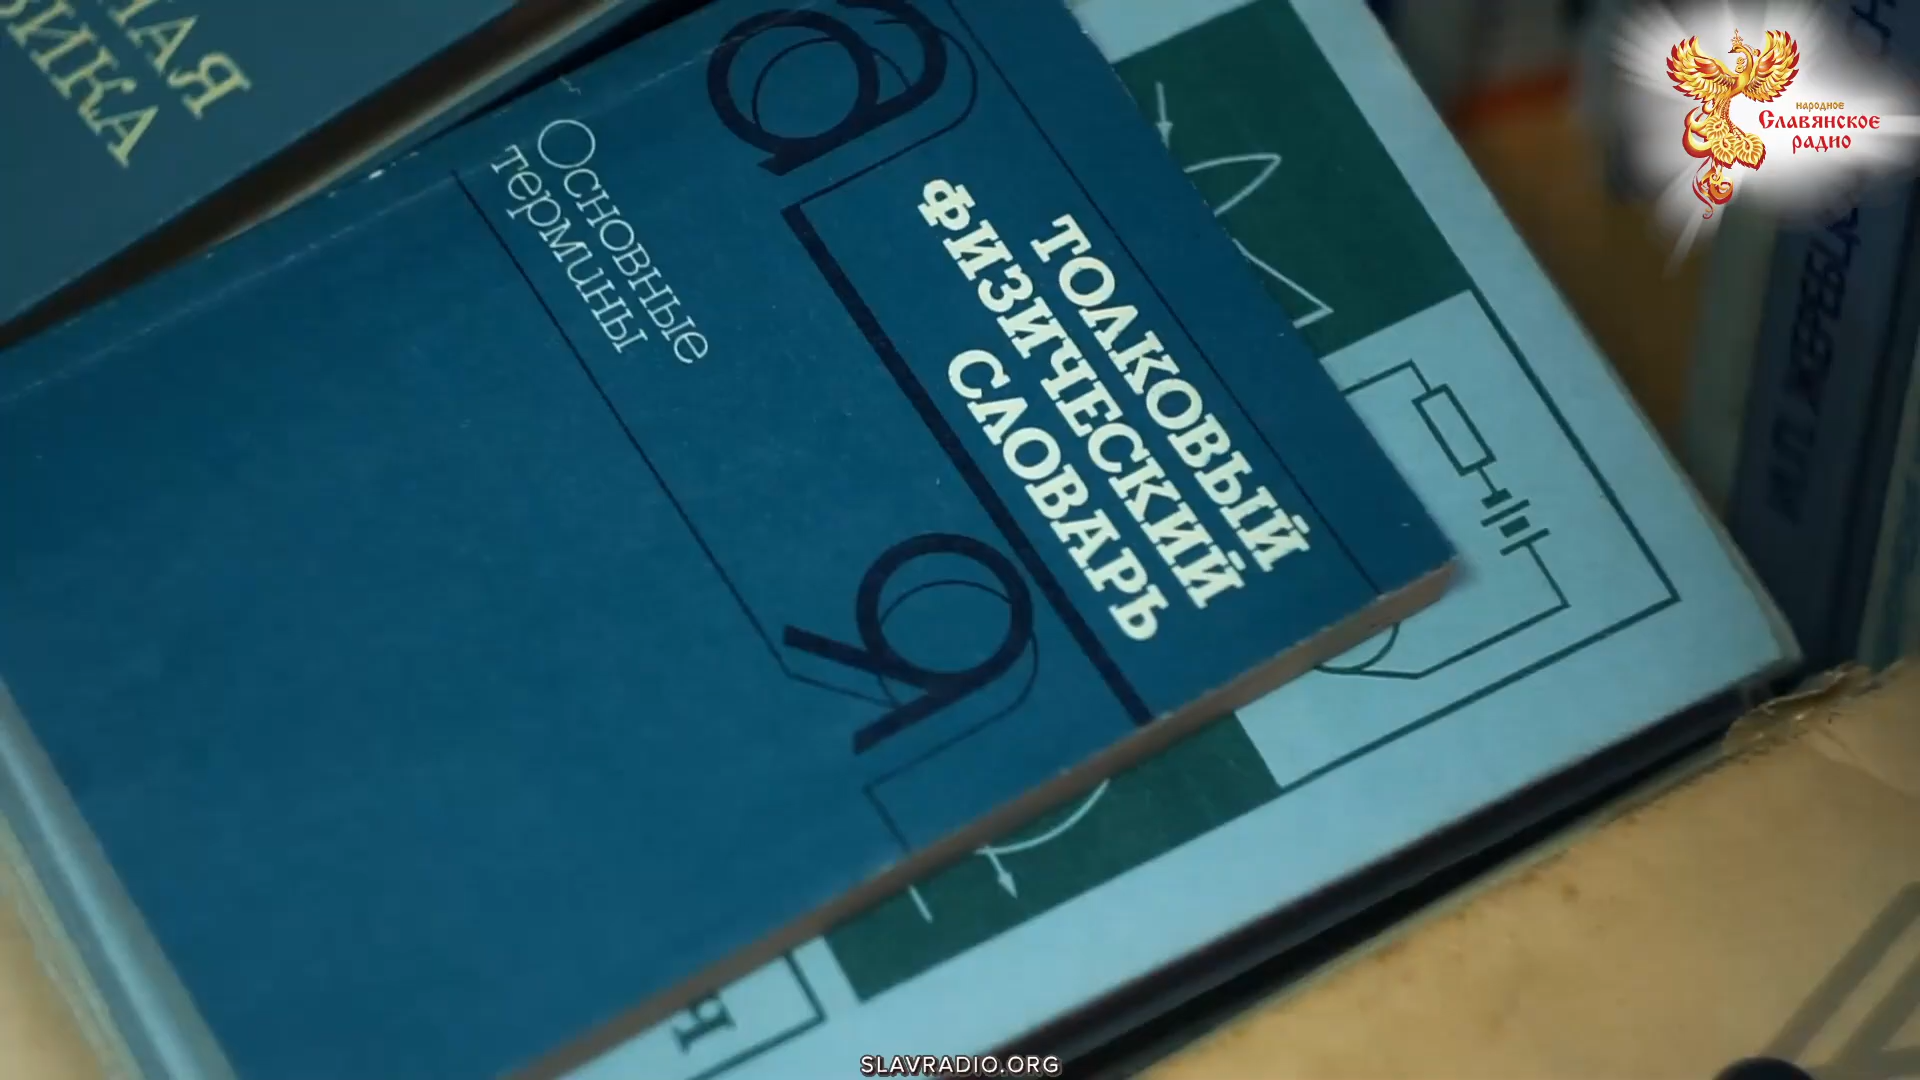 ТОЛКОВЫЙ
ФИЗИЧЕСКИЙ
СЛОВАРЬ
Основные
термины
а
я
народное
Славянское
радио
SLAVRADIO.ORG